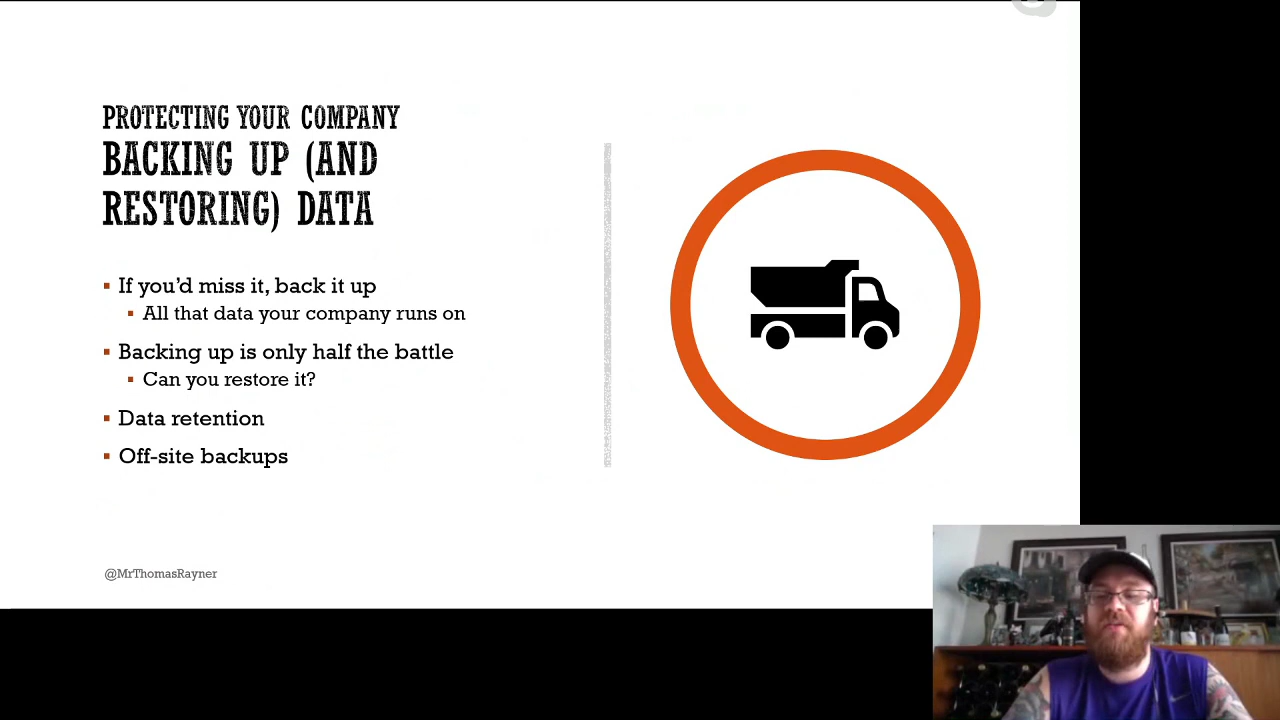 PROTECTING YOUR COMPANY
BACKING UP (AND
RESTORING) DATA
If you'd miss it, back it up
All that data your company runs on
Backing up is only half the battle
Can you restore it?
Data retention
Off-site backups
@MrThomasRayner